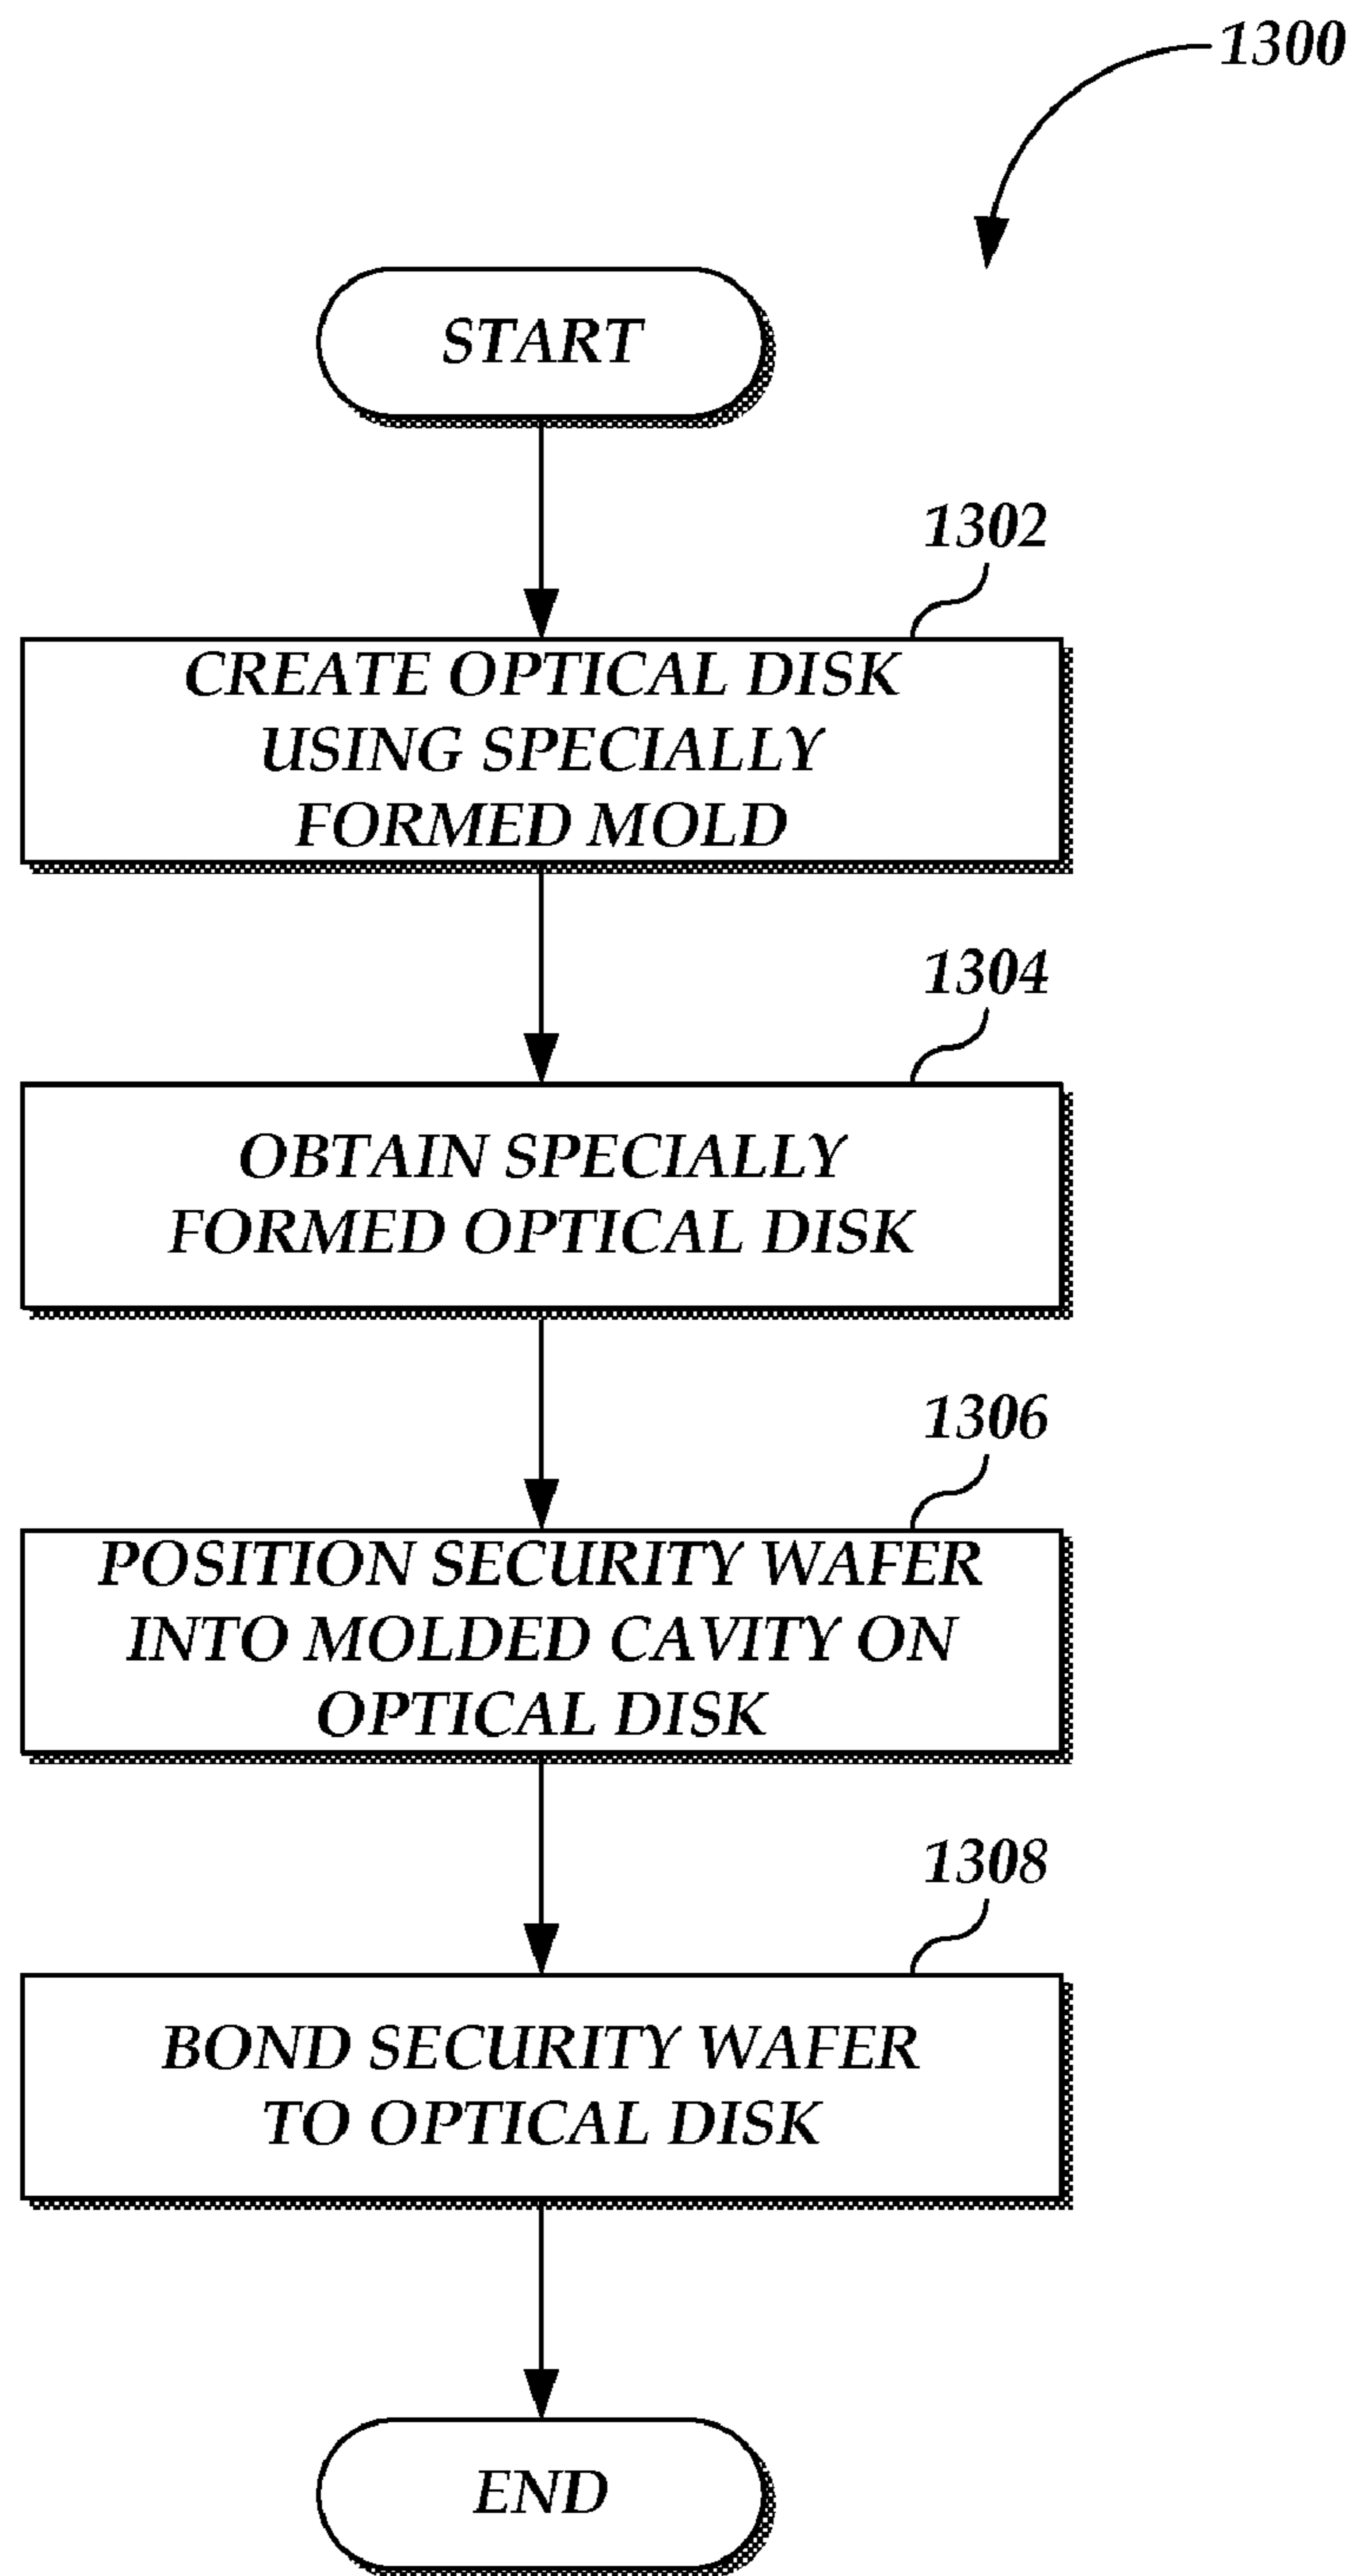 1300
START
1302
CREATE OPTICAL DISK
USING SPECIALLY
FORMED MOLD
1304
OBTAIN SPECIALLY
FORMED OPTICAL DISK
1306
POSITION SECURITY WAFER
INTO MOLDED CAVITY ON
OPTICAL DISK
1308
BOND SECURITY WAFER
TO OPTICAL DISK
END